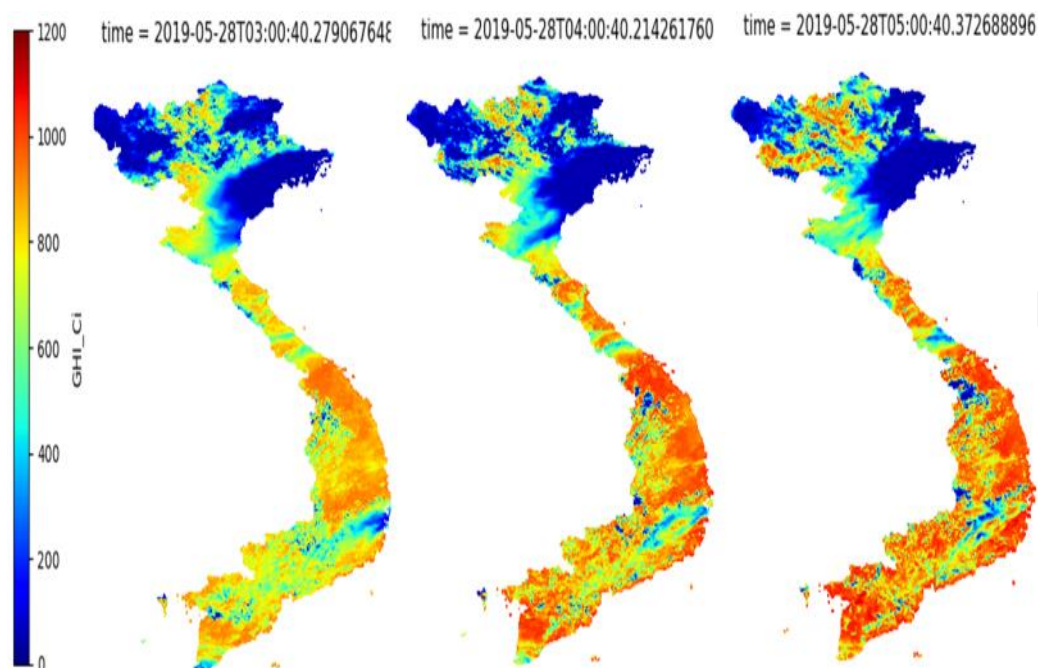 time = 2019-05-28T03:00:40.279067648
time = 2019-05-28T04:00:40.214261760
time = 2019-05-28T05:00:40.372688896
1200
1000
800
600
400
200
0
GHI_Ci